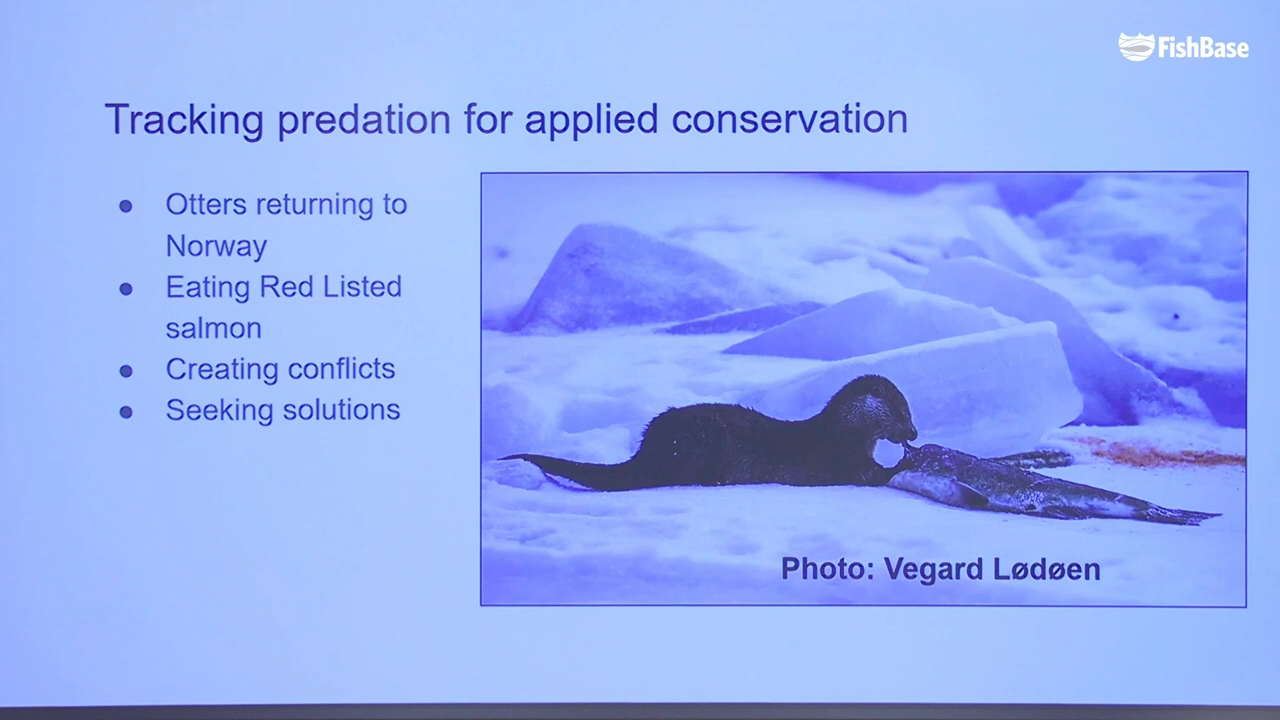 FishBase
Tracking predation for applied conservation
● Otters returning to
Norway
● Eating Red Listed
salmon
● Creating conflicts
● Seeking solutions
Photo: Vegard Lødøen